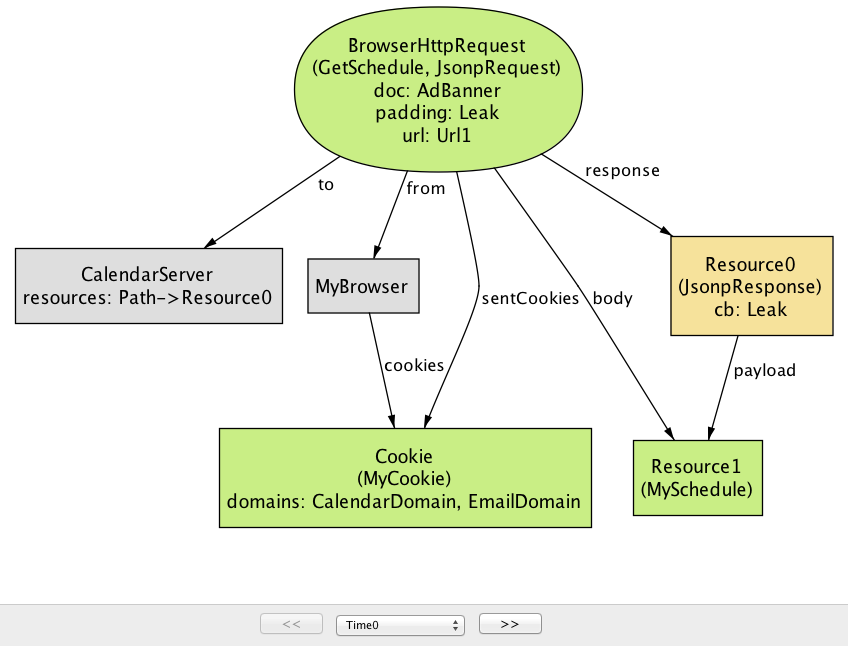 BrowserHttpRequest
(GetSchedule, JsonpRequest)
doc: AdBanner
padding: Leak
url: Url1
to
from
response
CalendarServer
resources: Path->Resource0
MyBrowser
sentCookies
body
Resource0
(JsonpResponse)
cb: Leak
cookies
payload
Cookie
(MyCookie)
domains: CalendarDomain, EmailDomain
Resource1
(MySchedule)
<< Time0 >>